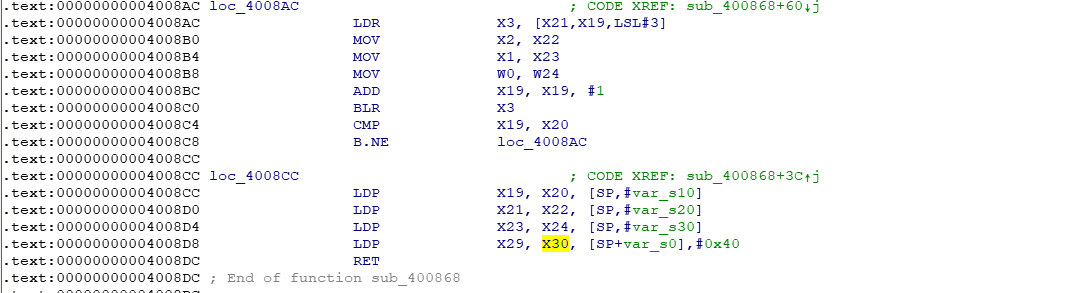 .text:00000000004008AC loc_4008AC ; CODE XREF: sub_400868+60↓j
.text:00000000004008AC LDR X3, [X21,X19,LSL#3]
.text:00000000004008B0 MOV X2, X22
.text:00000000004008B4 MOV X1, X23
.text:00000000004008B8 MOV W0, W24
.text:00000000004008BC ADD X19, X19, #1
.text:00000000004008C0 BLR X3
.text:00000000004008C4 CMP X19, X20
.text:00000000004008C8 B.NE loc_4008AC
.text:00000000004008CC
.text:00000000004008CC loc_4008CC ; CODE XREF: sub_400868+3C↑j
.text:00000000004008CC LDP X19, X20, [SP,#var_s10]
.text:00000000004008D0 LDP X21, X22, [SP,#var_s20]
.text:00000000004008D4 LDP X23, X24, [SP,#var_s30]
.text:00000000004008D8 LDP X29, X30, [SP+var_s0],#0x40
.text:00000000004008DC RET
.text:00000000004008DC ; End of function sub_400868